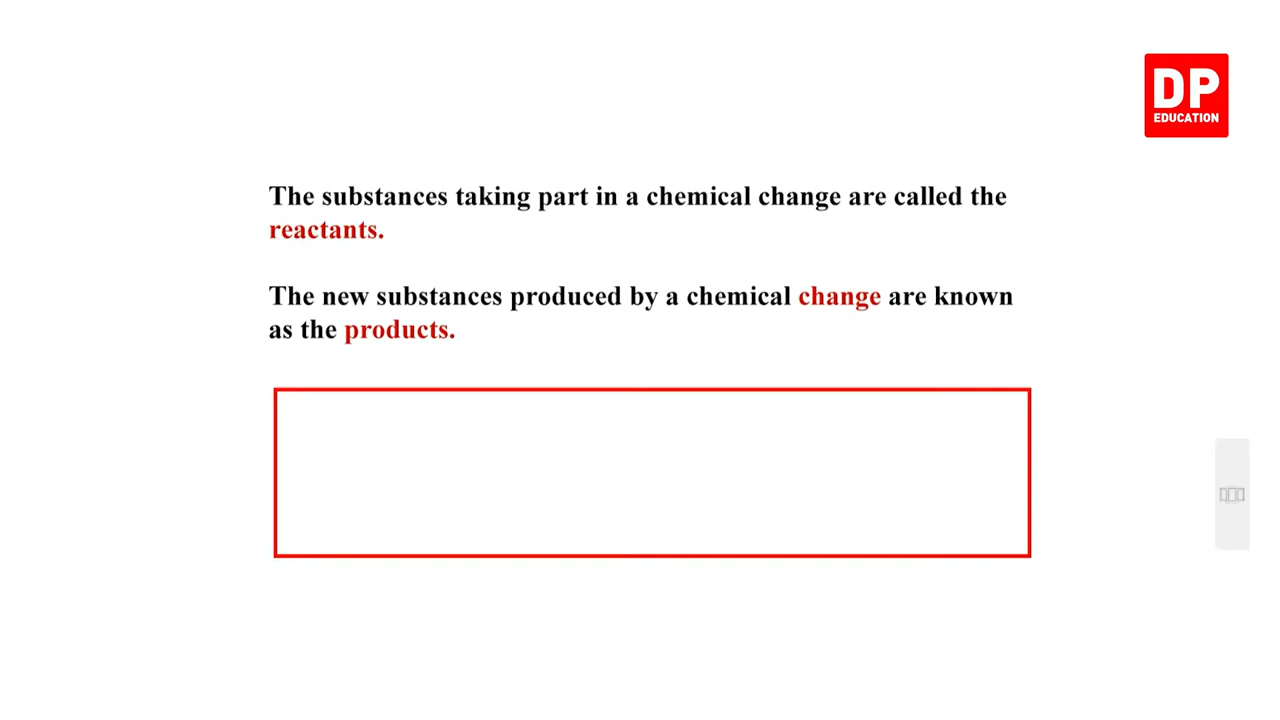 DP
EDUCATION
The substances taking part in a chemical change are called the
reactants.
The new substances produced by a chemical change are known
as the products.